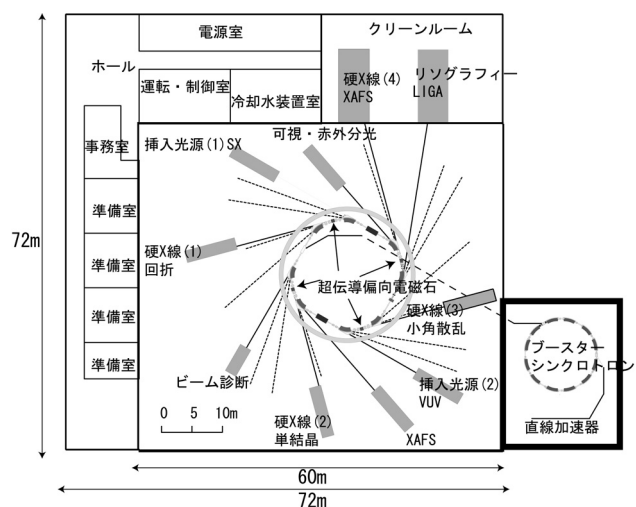 電源室
クリーンルーム
ホール
運転・制御室
冷却水装置室
硬X線(4)
XAFS
リソグラフィー
LIGA
事務室
挿入光源(1)SX
可視・赤外分光
準備室
硬X線(1)
回折
準備室
72m
超伝導偏向電磁石
硬X線(3)
小角散乱
準備室
準備室
ブースター
シンクロトロン
ビーム診断
挿入光源(2)
VUV
0 5 10m
硬X線(2)
単結晶
XAFS
直線加速器
60m
72m